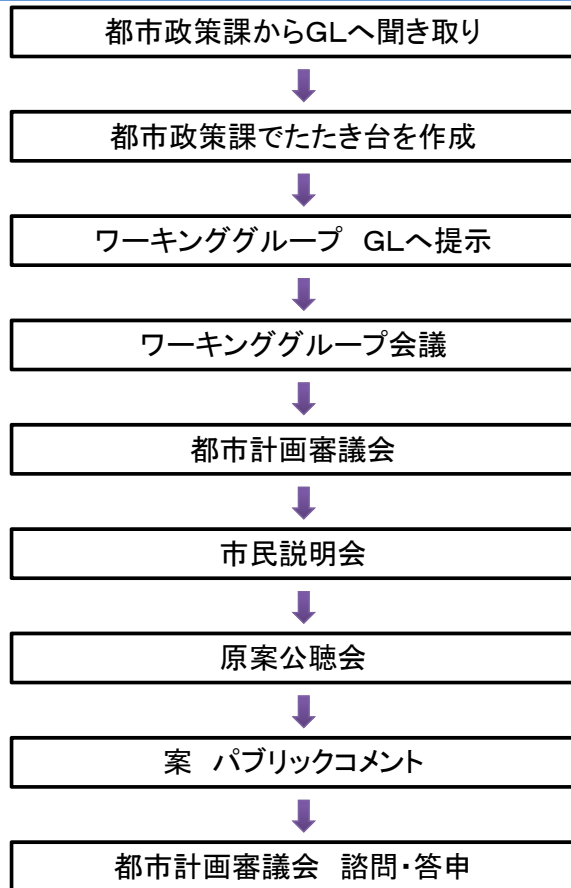 都市政策課からGLへ聞き取り
都市政策課でたたき台を作成
ワーキンググループ　GLへ提示
ワーキンググループ会議
都市計画審議会
市民説明会
原案公聴会
案　パブリックコメント
都市計画審議会　諮問・答申